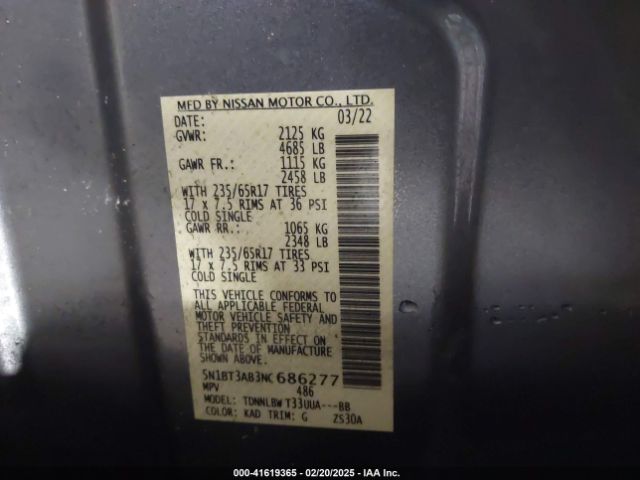 MFD BY NISSAN MOTOR CO., LTD.
DATE: 03/22
GVWR: 2125 KG
4685 LB
GAWR FR.: 1115 KG
2458 LB
WITH 235/65R17 TIRES
17 x 7.5 RIMS AT 36 PSI
COLD SINGLE
GAWR RR.: 1065 KG
2348 LB
WITH 235/65R17 TIRES
17 x 7.5 RIMS AT 33 PSI
COLD SINGLE
THIS VEHICLE CONFORMS TO
ALL APPLICABLE FEDERAL
MOTOR VEHICLE SAFETY AND
THEFT PREVENTION
STANDARDS IN EFFECT ON
THE DATE OF MANUFACTURE
SHOWN ABOVE.
5N1BT3AB3NC686277
MPV 486
MODEL: TDNNLBW T33UUA---BB
COLOR: KAD TRIM: G ZS30A
000-41619365 - 02/20/2025 - IAA Inc.